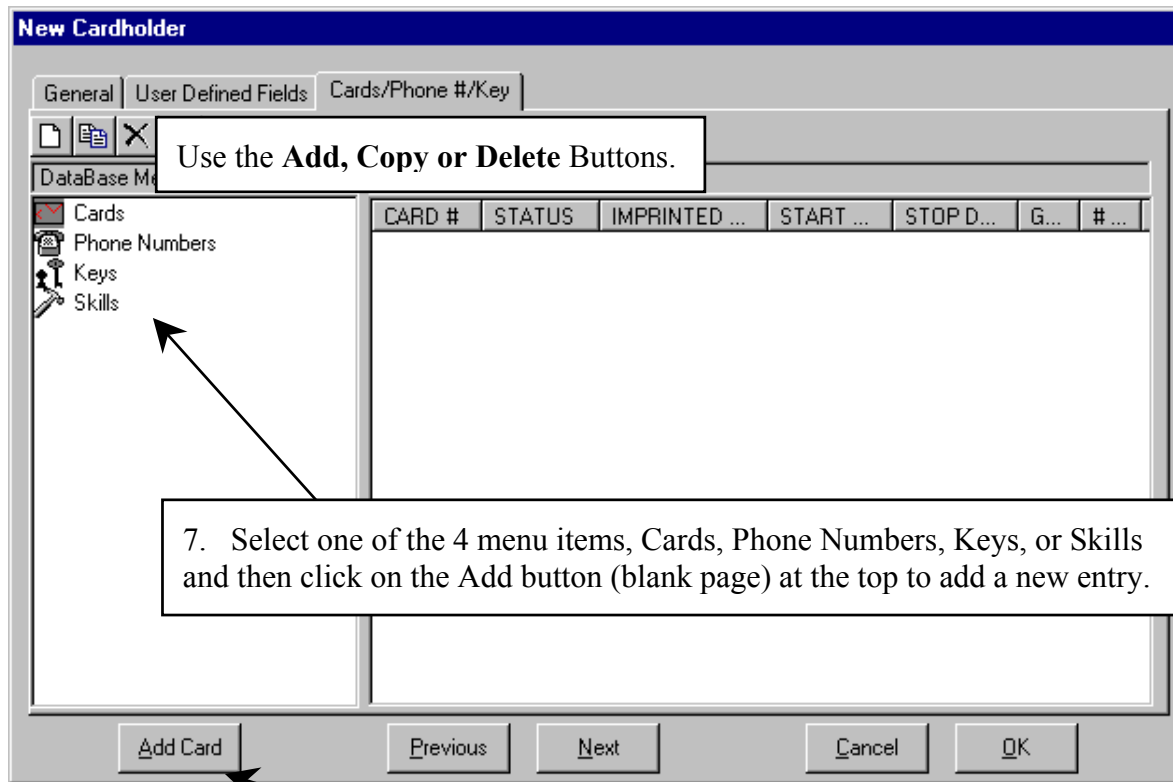 New Cardholder
General User Defined Fields Cards/Phone #/Key
Use the Add, Copy or Delete Buttons.
DataBase Me
Cards
Phone Numbers
Keys
Skills
CARD # STATUS IMPRINTED ... START ... STOP D... G... # ...
7. Select one of the 4 menu items, Cards, Phone Numbers, Keys, or Skills
and then click on the Add button (blank page) at the top to add a new entry.
Add Card Previous Next Cancel OK